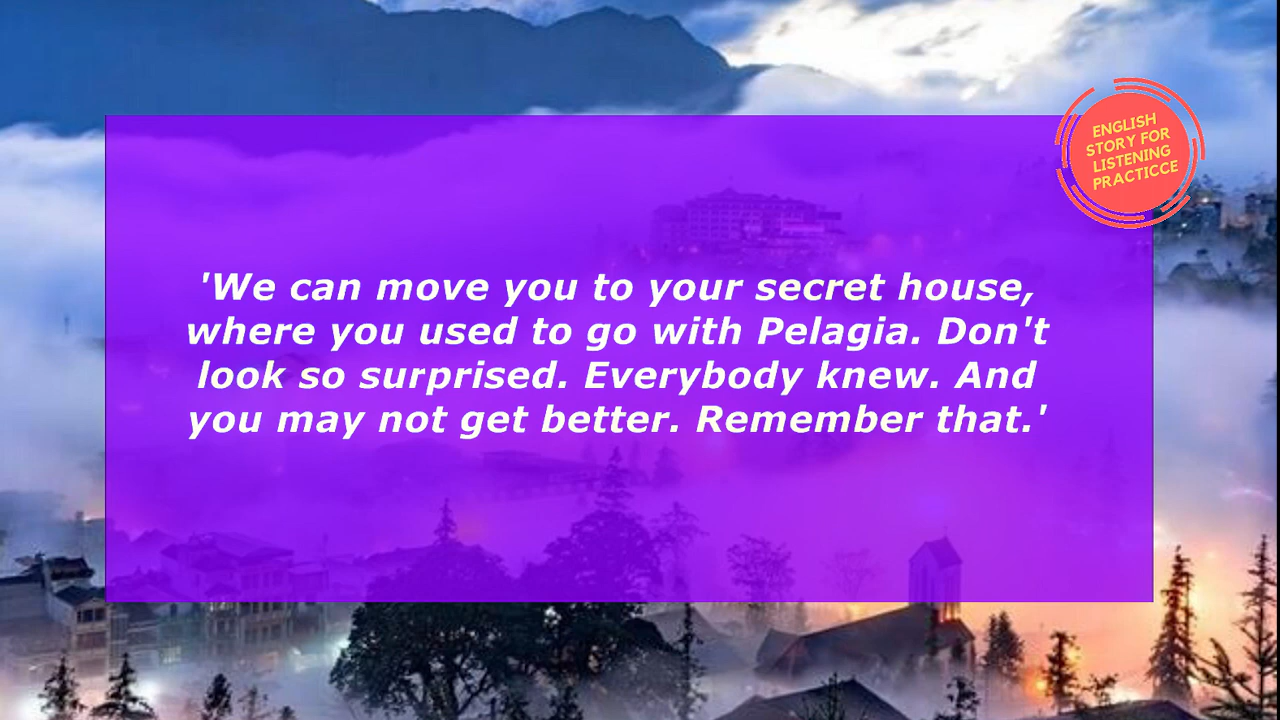 'We can move you to your secret house,
where you used to go with Pelagia. Don't
look so surprised. Everybody knew. And
you may not get better. Remember that.'
ENGLISH
STORY FOR
LISTENING
PRACTICCE